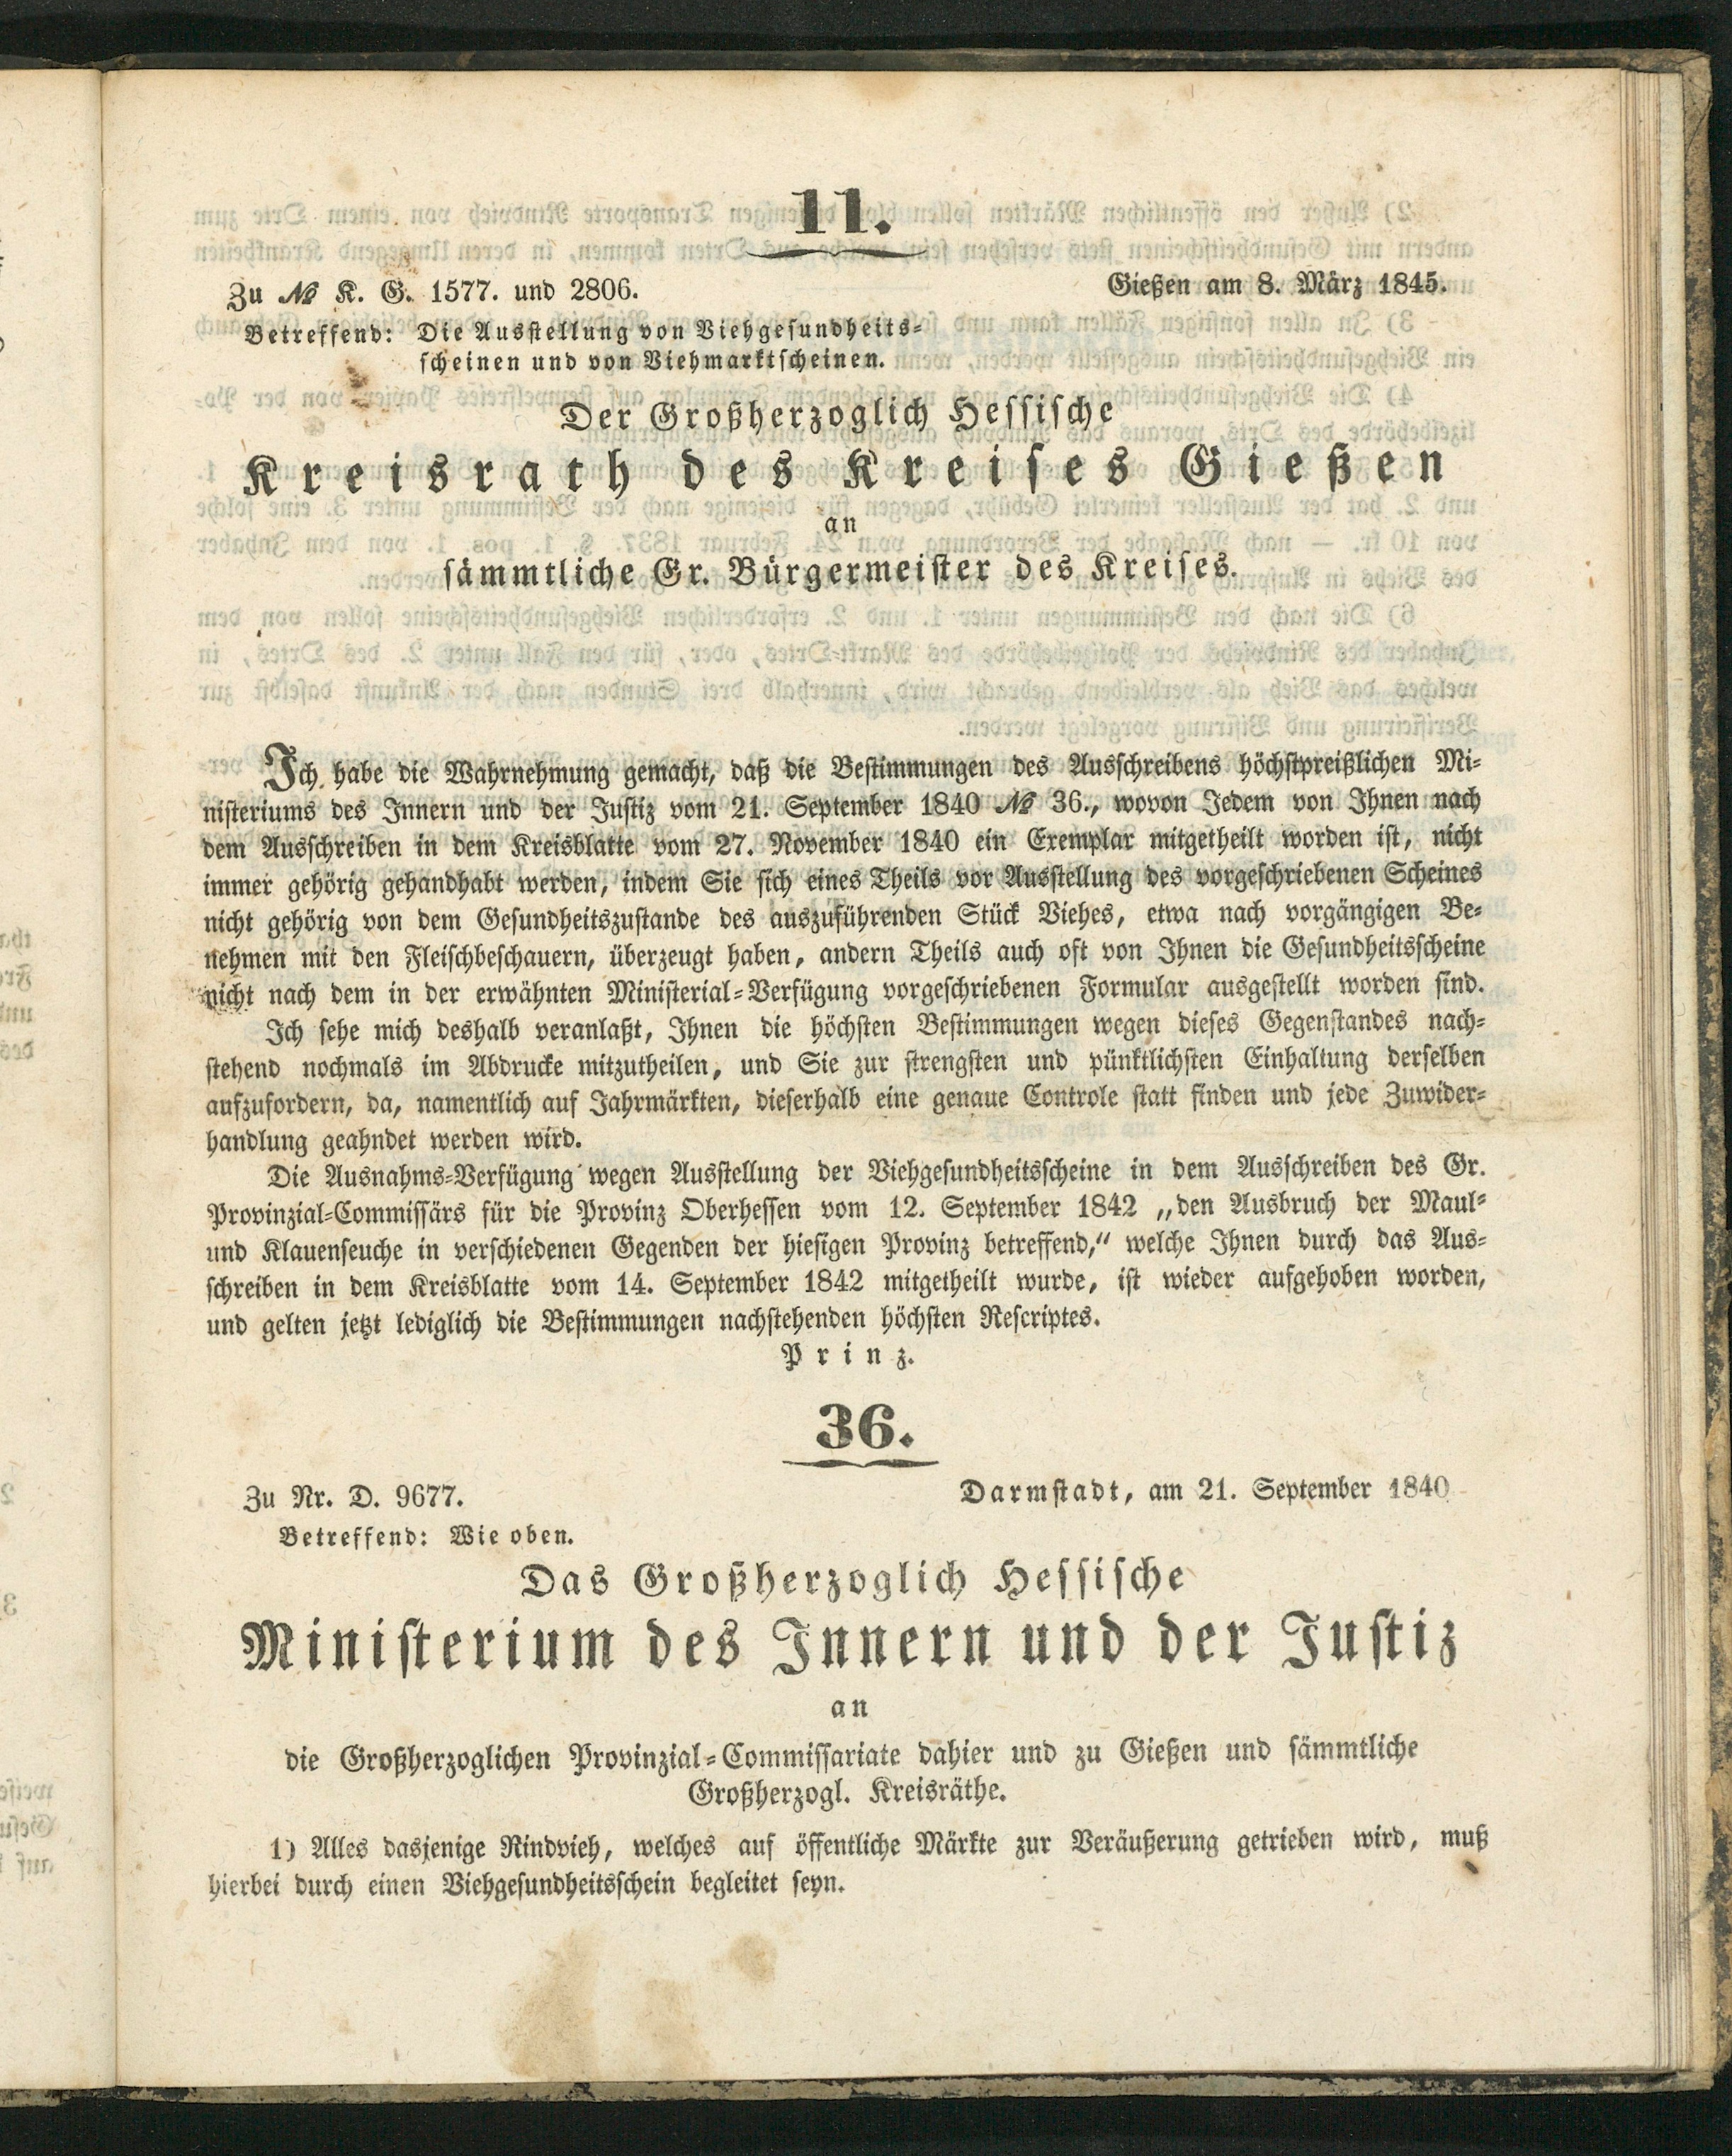 11.
Zu № K. G. 1577. und 2806.
Gießen am 8. März 1845.
Betreffend: Die Ausstellung von Viehgesundheits-
scheinen und von Viehmarktscheinen.
Der Großherzoglich Hessische
Kreisrath des Kreises Gießen
an
sämmtliche Gr. Bürgermeister des Kreises.
Ich habe die Wahrnehmung gemacht, daß die Bestimmungen des Ausschreibens höchstpreißlichen Mi-
nisteriums des Innern und der Justiz vom 21. September 1840 № 36., wovon Jedem von Ihnen nach
dem Ausschreiben in dem Kreisblatte vom 27. November 1840 ein Exemplar mitgetheilt worden ist, nicht
immer gehörig gehandhabt werden, indem Sie sich eines Theils vor Ausstellung des vorgeschriebenen Scheines
nicht gehörig von dem Gesundheitszustande des auszuführenden Stück Viehes, etwa nach vorgängigen Be-
nehmen mit den Fleischbeschauern, überzeugt haben, andern Theils auch oft von Ihnen die Gesundheitsscheine
nicht nach dem in der erwähnten Ministerial-Verfügung vorgeschriebenen Formular ausgestellt worden sind.
Ich sehe mich deshalb veranlaßt, Ihnen die höchsten Bestimmungen wegen dieses Gegenstandes nach-
stehend nochmals im Abdrucke mitzutheilen, und Sie zur strengsten und pünktlichsten Einhaltung derselben
aufzufordern, da, namentlich auf Jahrmärkten, dieserhalb eine genaue Controle statt finden und jede Zuwider-
handlung geahndet werden wird.
Die Ausnahms-Verfügung wegen Ausstellung der Viehgesundheitsscheine in dem Ausschreiben des Gr.
Provinzial-Commissärs für die Provinz Oberhessen vom 12. September 1842 „den Ausbruch der Maul-
und Klauenseuche in verschiedenen Gegenden der hiesigen Provinz betreffend,“ welche Ihnen durch das Aus-
schreiben in dem Kreisblatte vom 14. September 1842 mitgetheilt wurde, ist wieder aufgehoben worden,
und gelten jetzt lediglich die Bestimmungen nachstehenden höchsten Rescriptes.
Prinz.
36.
Zu Nr. D. 9677.
Darmstadt, am 21. September 1840
Betreffend: Wie oben.
Das Großherzoglich Hessische
Ministerium des Innern und der Justiz
an
die Großherzoglichen Provinzial-Commissariate dahier und zu Gießen und sämmtliche
Großherzogl. Kreisräthe.
1) Alles dasjenige Rindvieh, welches auf öffentliche Märkte zur Veräußerung getrieben wird, muß
hierbei durch einen Viehgesundheitsschein begleitet seyn.